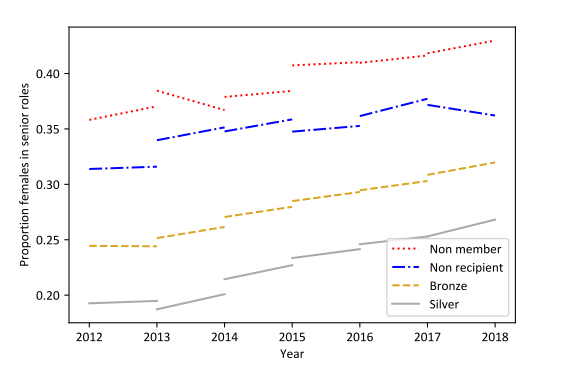 Proportion females in senior roles
0.40
0.35
0.30
0.25
0.20
Non member
Non recipient
Bronze
Silver
2012 2013 2014 2015 2016 2017 2018
Year